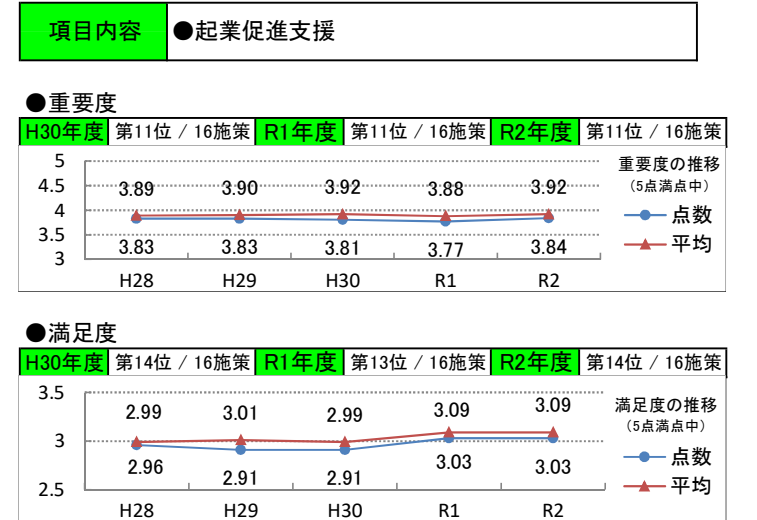 項目内容 ●起業促進支援
●重要度
H30年度 第11位 / 16施策 R1年度 第11位 / 16施策 R2年度 第11位 / 16施策
重要度の推移
(5点満点中)
5
4.5
4
3.5
3
3.89 3.90 3.92 3.88 3.92
3.83 3.83 3.81 3.77 3.84
H28 H29 H30 R1 R2
点数
平均
●満足度
H30年度 第14位 / 16施策 R1年度 第13位 / 16施策 R2年度 第14位 / 16施策
満足度の推移
(5点満点中)
3.5
3
2.5
2.99 3.01 2.99 3.09 3.09
2.96 2.91 2.91 3.03 3.03
H28 H29 H30 R1 R2
点数
平均